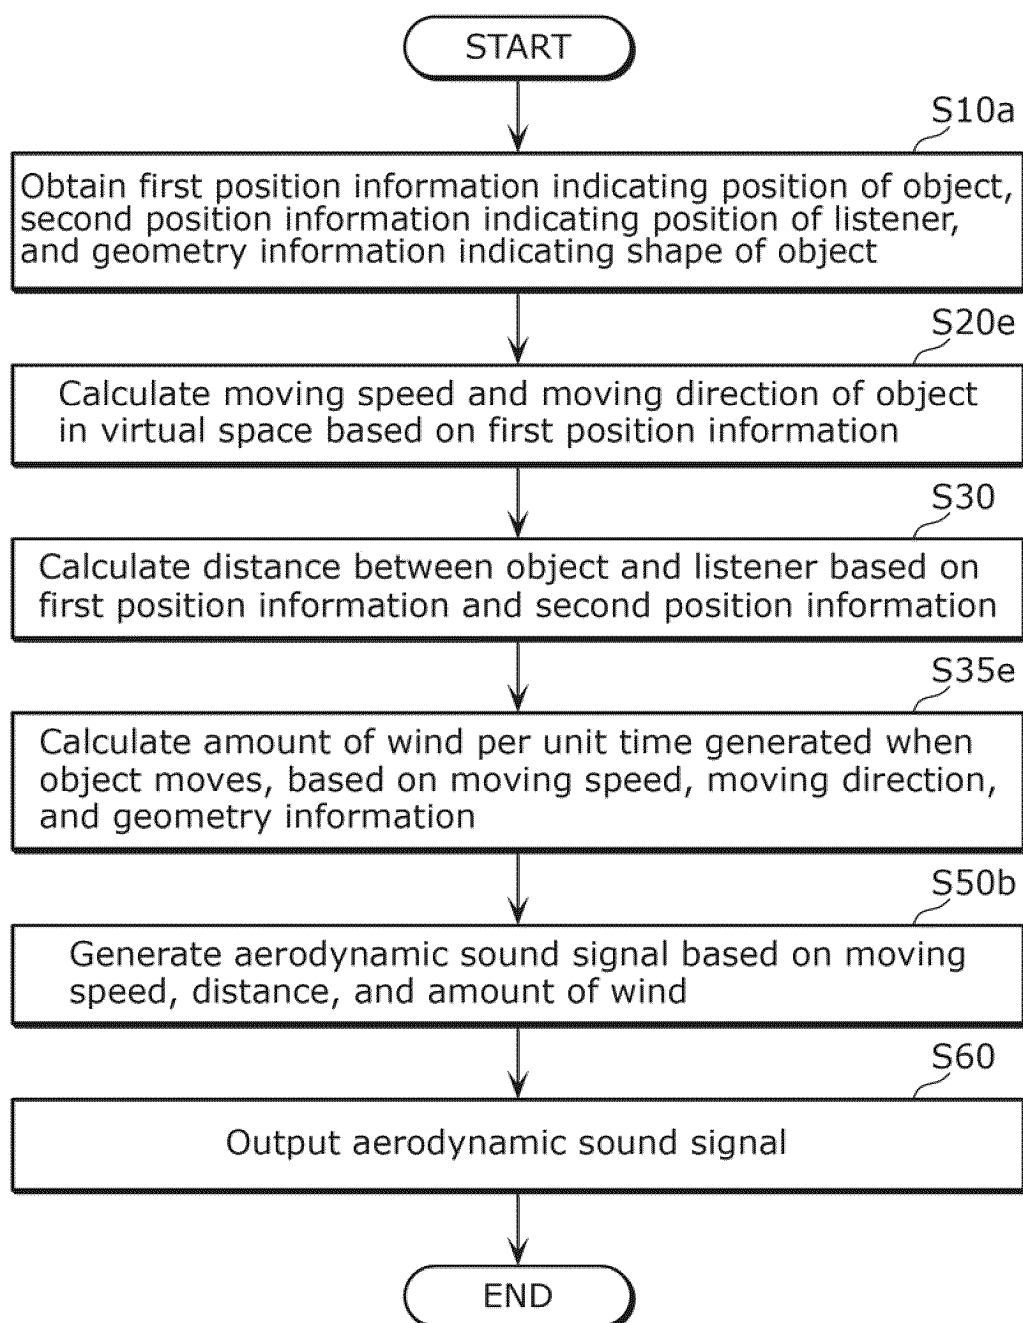 START
S10a
Obtain first position information indicating position of object,
second position information indicating position of listener,
and geometry information indicating shape of object
S20e
Calculate moving speed and moving direction of object
in virtual space based on first position information
S30
Calculate distance between object and listener based on
first position information and second position information
S35e
Calculate amount of wind per unit time generated when
object moves, based on moving speed, moving direction,
and geometry information
S50b
Generate aerodynamic sound signal based on moving
speed, distance, and amount of wind
S60
Output aerodynamic sound signal
END